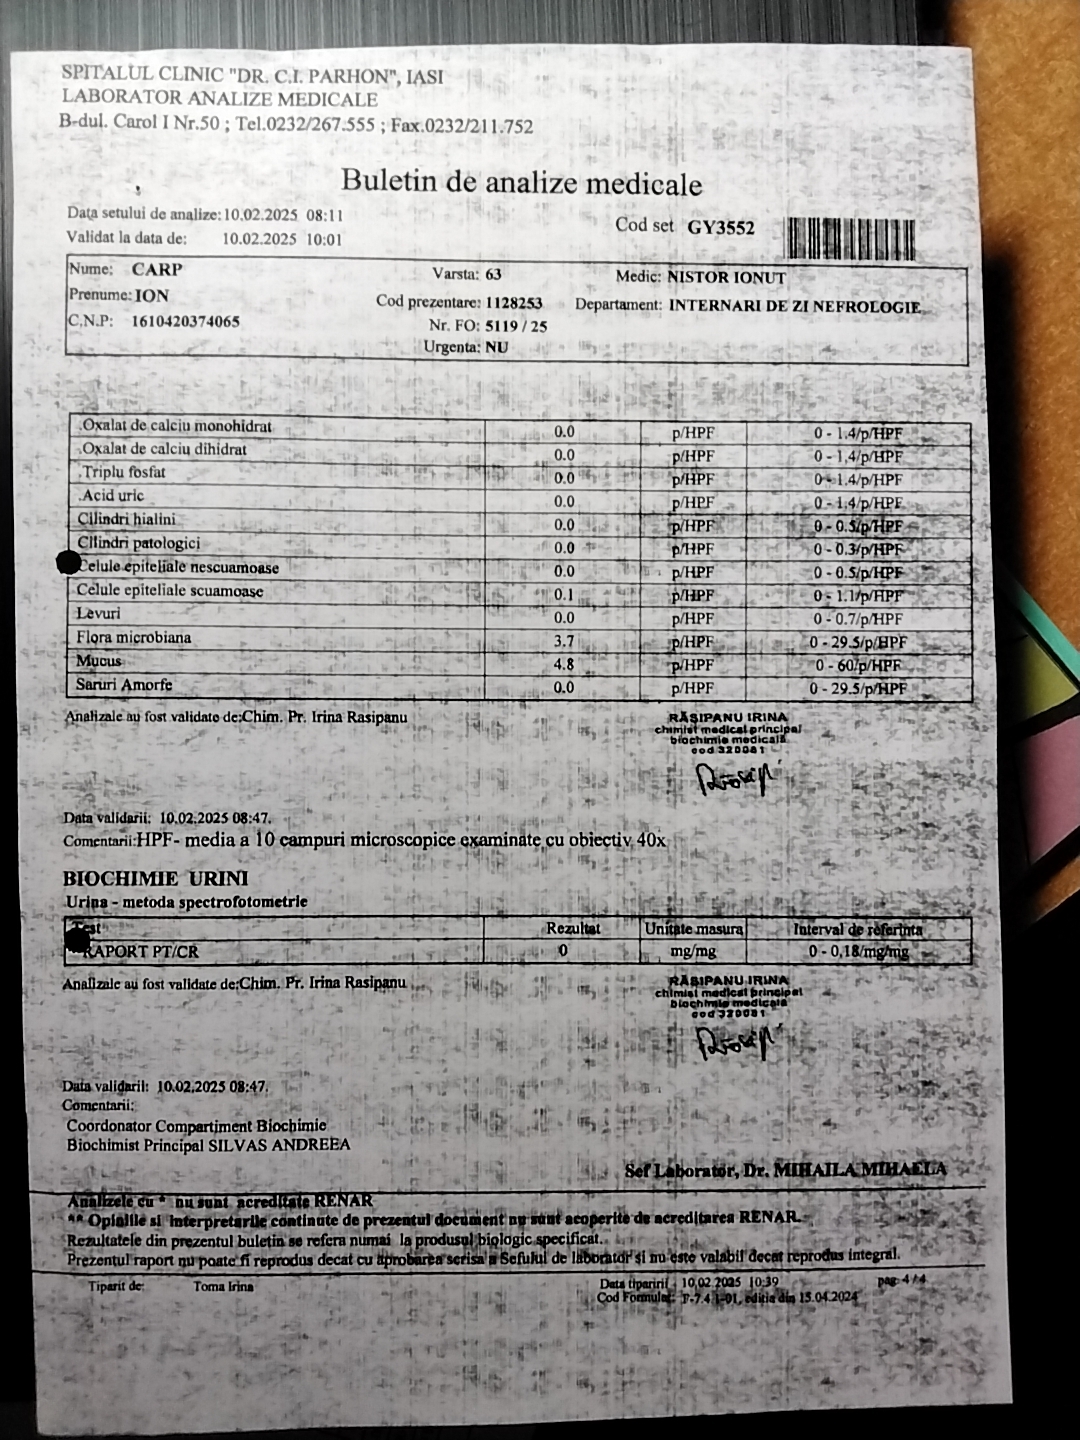 SPITALUL CLINIC "DR. C.I. PARHON", IASI
LABORATOR ANALIZE MEDICALE
B-dul. Carol I Nr.50 ; Tel.0232/267.555 ; Fax.0232/211.752
Buletin de analize medicale
Data setului de analize: 10.02.2025 08:11
Cod set GY3552
Validat la data de: 10.02.2025 10:01
Nume: CARP Varsta: 63 Medic: NISTOR IONUT
Prenume: ION Cod prezentare: 1128253 Departament: INTERNARI DE ZI NEFROLOGIE
C.N.P: 1610420374065 Nr. FO: 5119 / 25
Urgenta: NU
.Oxalat de calciu monohidrat 0.0 p/HPF 0 - 1.4/p/HPF
.Oxalat de calciu dihidrat 0.0 p/HPF 0 - 1.4/p/HPF
.Triplu fosfat 0.0 p/HPF 0 - 1.4/p/HPF
.Acid uric 0.0 p/HPF 0 - 1.4/p/HPF
Cilindri hialini 0.0 p/HPF 0 - 0.5/p/HPF
Cilindri patologici 0.0 p/HPF 0 - 0.3/p/HPF
Celule epiteliale nescuamoase 0.0 p/HPF 0 - 0.5/p/HPF
Celule epiteliale scuamoase 0.1 p/HPF 0 - 1.1/p/HPF
Levuri 0.0 p/HPF 0 - 0.7/p/HPF
Flora microbiana 3.7 p/HPF 0 - 29.5/p/HPF
Mucus 4.8 p/HPF 0 - 60/p/HPF
Saruri Amorfe 0.0 p/HPF 0 - 29.5/p/HPF
Analizale au fost validate de:Chim. Pr. Irina Rasipanu
RĂŞIPANU IRINA
chimist medical principal
biochimie medicală
cod 320081
Data validarii: 10.02.2025 08:47.
Comentarii:HPF- media a 10 campuri microscopice examinate cu obiectiv 40x
BIOCHIMIE URINI
Urina - metoda spectrofotometrie
Test Rezultat Unitate masura Interval de referinta
RAPORT PT/CR 0 mg/mg 0 - 0,18/mg/mg
Analizale au fost validate de:Chim. Pr. Irina Rasipanu
RĂŞIPANU IRINA
chimist medical principal
biochimie medicală
cod 320081
Data validarii: 10.02.2025 08:47.
Comentarii:
Coordonator Compartiment Biochimie
Biochimist Principal SILVAS ANDREEA
Sef Laborator, Dr. MIHAILA MIHAELA
Analizele cu * nu sunt acreditate RENAR
** Opiniile si interpretarile continute de prezentul document nu sunt acoperite de acreditarea RENAR.
Rezultatele din prezentul buletin se refera numai la produsul biologic specificat.
Prezentul raport nu poate fi reprodus decat cu aprobarea scrisa a Sefului de laborator si nu este valabil decat reprodus integral.
Tiparit de: Toma Irina
Data tiparirii 10.02.2025 10:39
pag 4 / 4
Cod Formular: F-7.4.1-01, editia din 15.04.2024